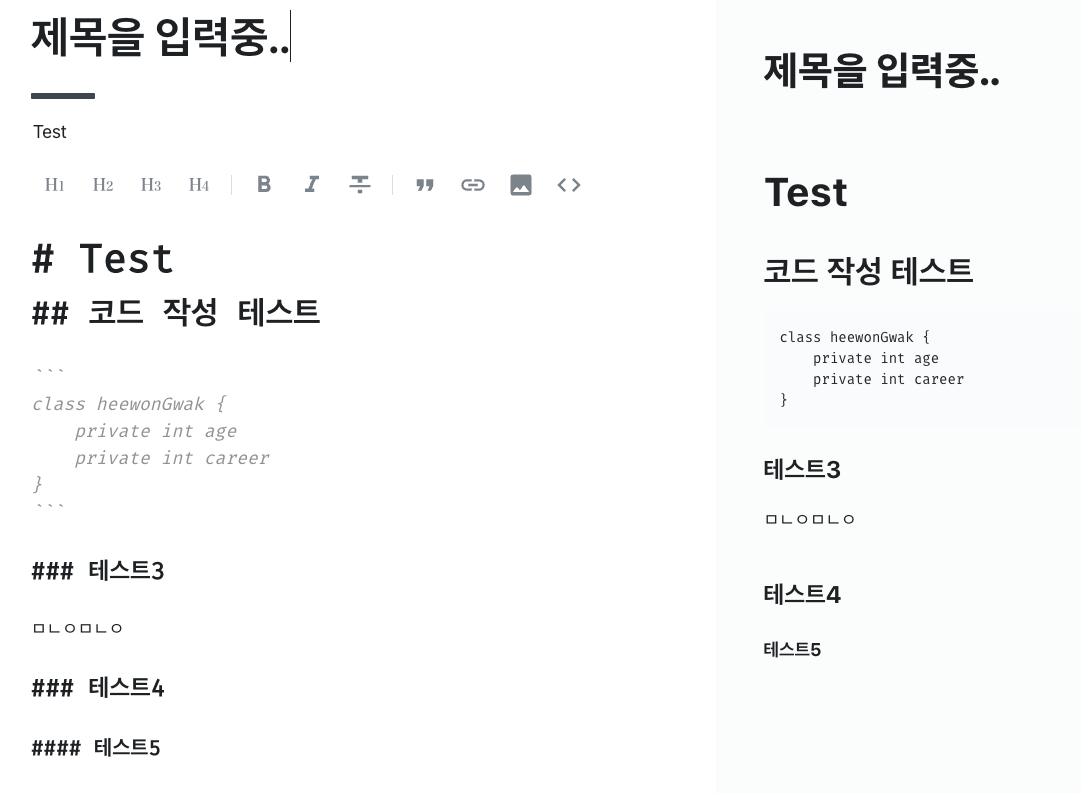 제목을 입력중..
Test
H1 H2 H3 H4 B I T
# Test
## 코드 작성 테스트
```
class heewonGwak {
    private int age
    private int career
}
```
### 테스트3
ㅁㄴㅇㅁㄴㅇ
### 테스트4
#### 테스트5
제목을 입력중..
Test
코드 작성 테스트
class heewonGwak {
    private int age
    private int career
}
테스트3
ㅁㄴㅇㅁㄴㅇ
테스트4
테스트5